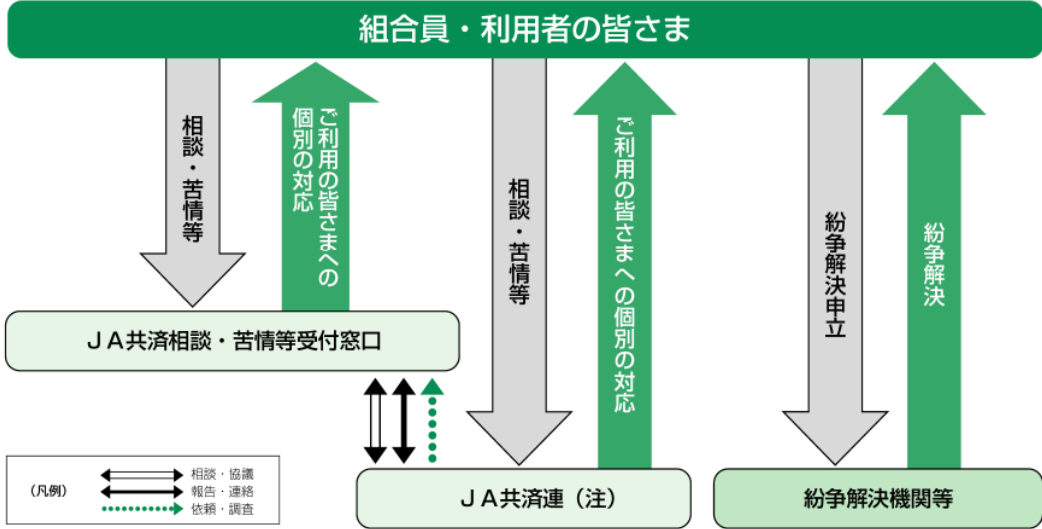 組合員・利用者の皆さま
相談・苦情等
ご利用の皆さまへの
個別の対応
相談・苦情等
ご利用の皆さまへの個別の対応
紛争解決申立
紛争解決
ＪＡ共済相談・苦情等受付窓口
ＪＡ共済連（注）
紛争解決機関等
（凡例）
相談・協議
報告・連絡
依頼・調査